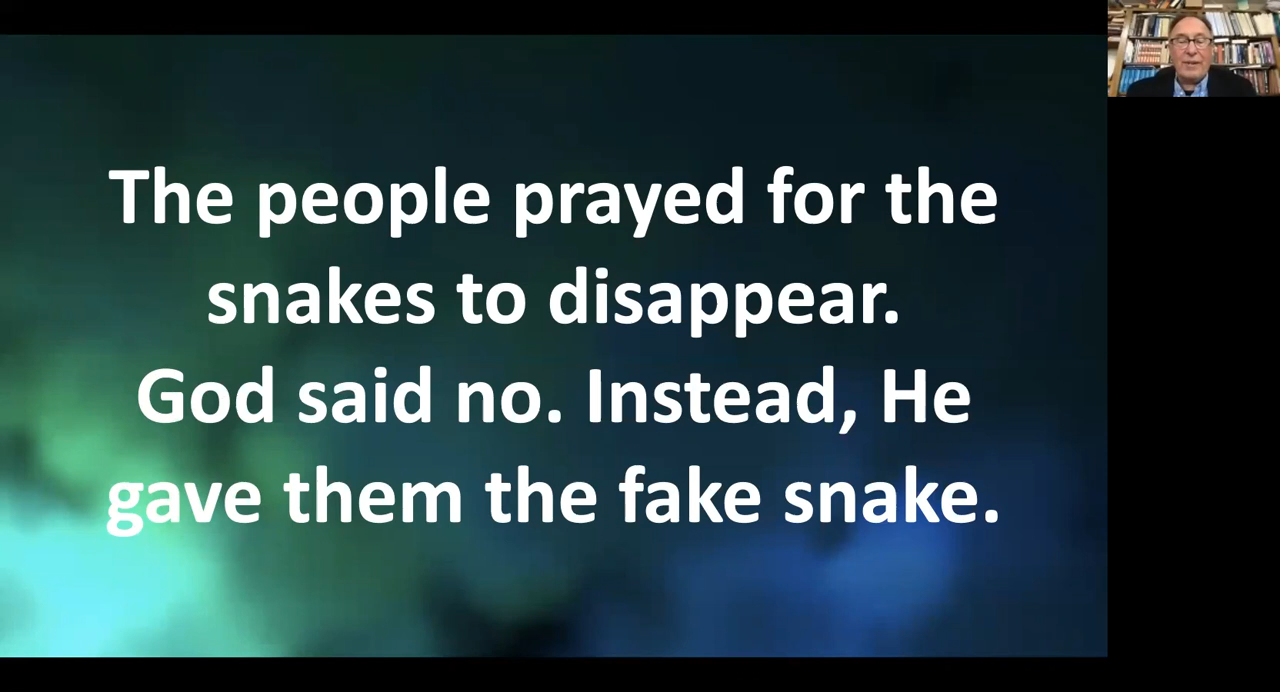 The people prayed for the
snakes to disappear.
God said no. Instead, He
gave them the fake snake.